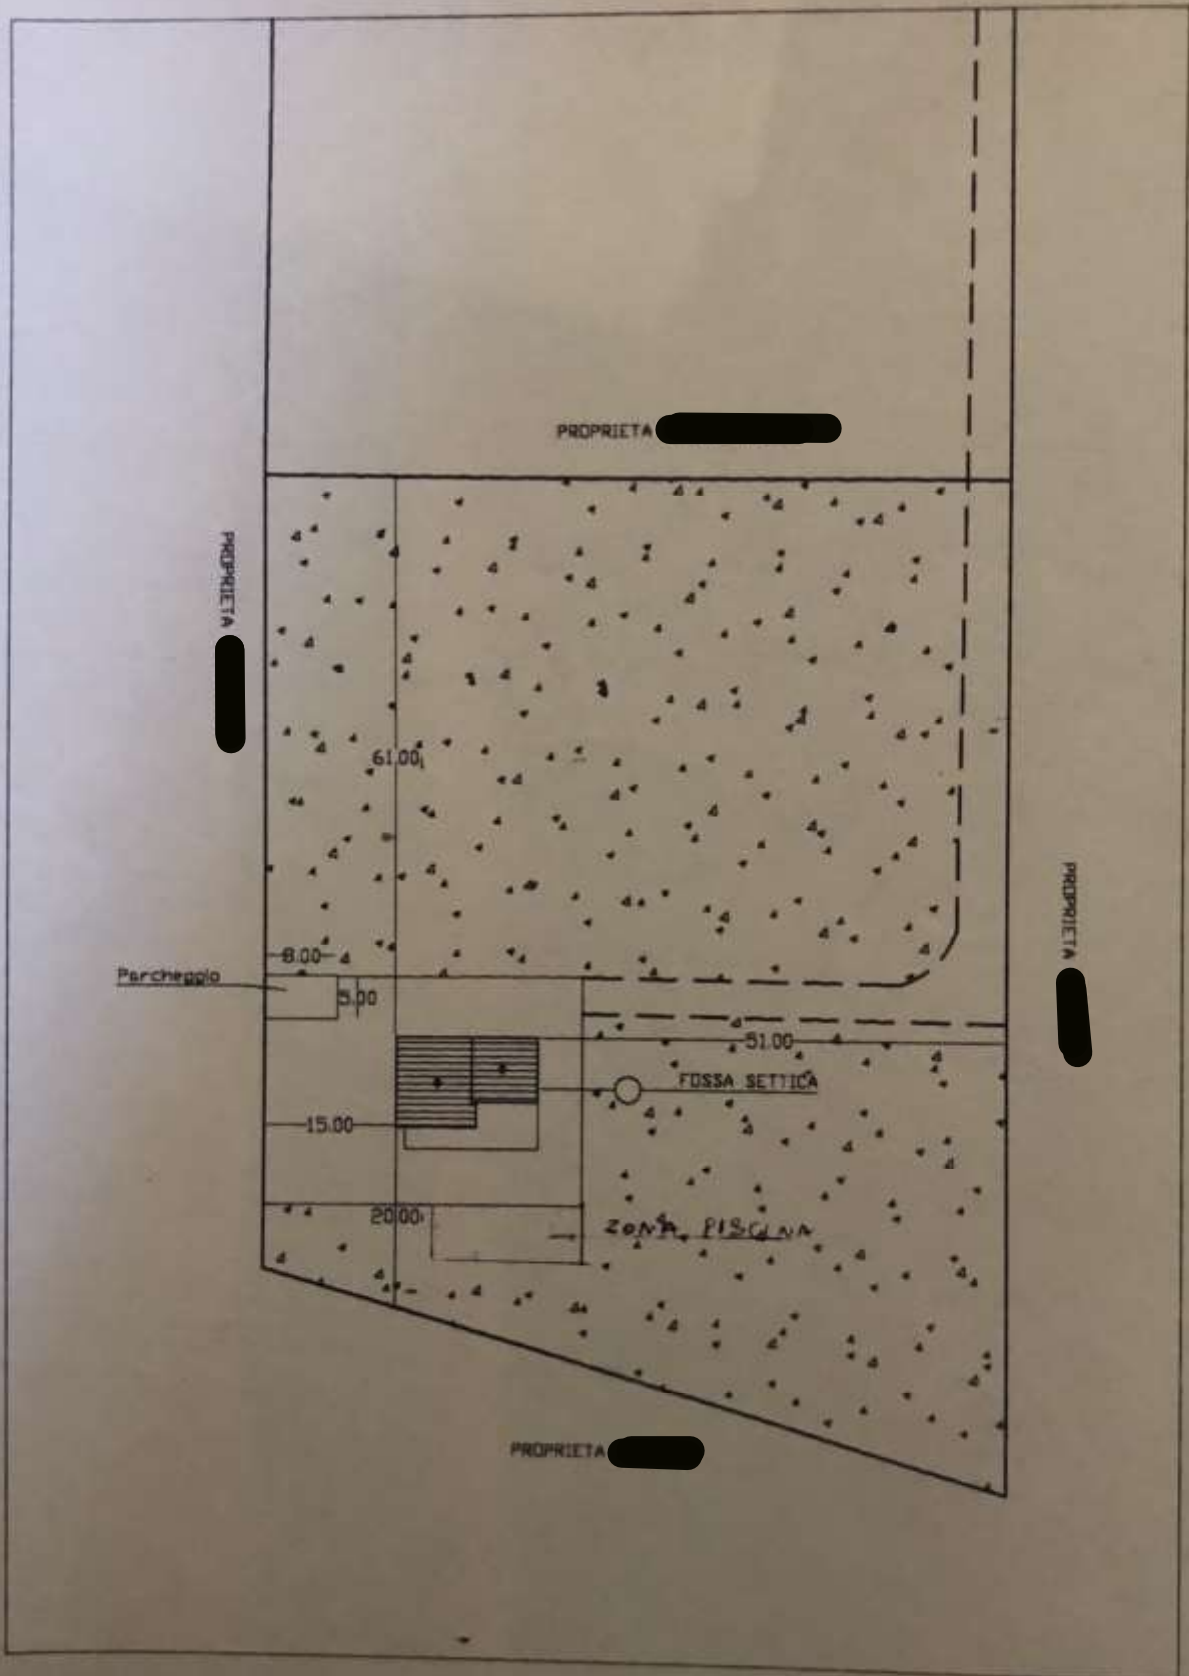 PROPRIETA
PROPRIETA
61.00
PROPRIETA
8.00
Parcheggio
5.00
51.00
FOSSA SETTICA
15.00
20.00
ZONA PISCINA
PROPRIETA